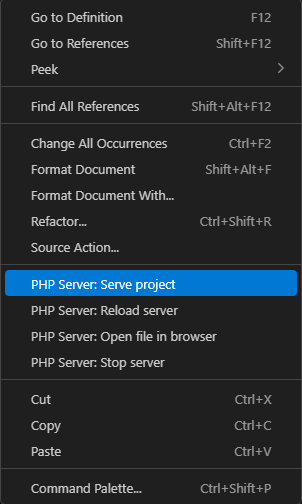 Go to Definition F12
Go to References Shift+F12
Peek
Find All References Shift+Alt+F12
Change All Occurrences Ctrl+F2
Format Document Shift+Alt+F
Format Document With...
Refactor... Ctrl+Shift+R
Source Action...
PHP Server: Serve project
PHP Server: Reload server
PHP Server: Open file in browser
PHP Server: Stop server
Cut Ctrl+X
Copy Ctrl+C
Paste Ctrl+V
Command Palette... Ctrl+Shift+P